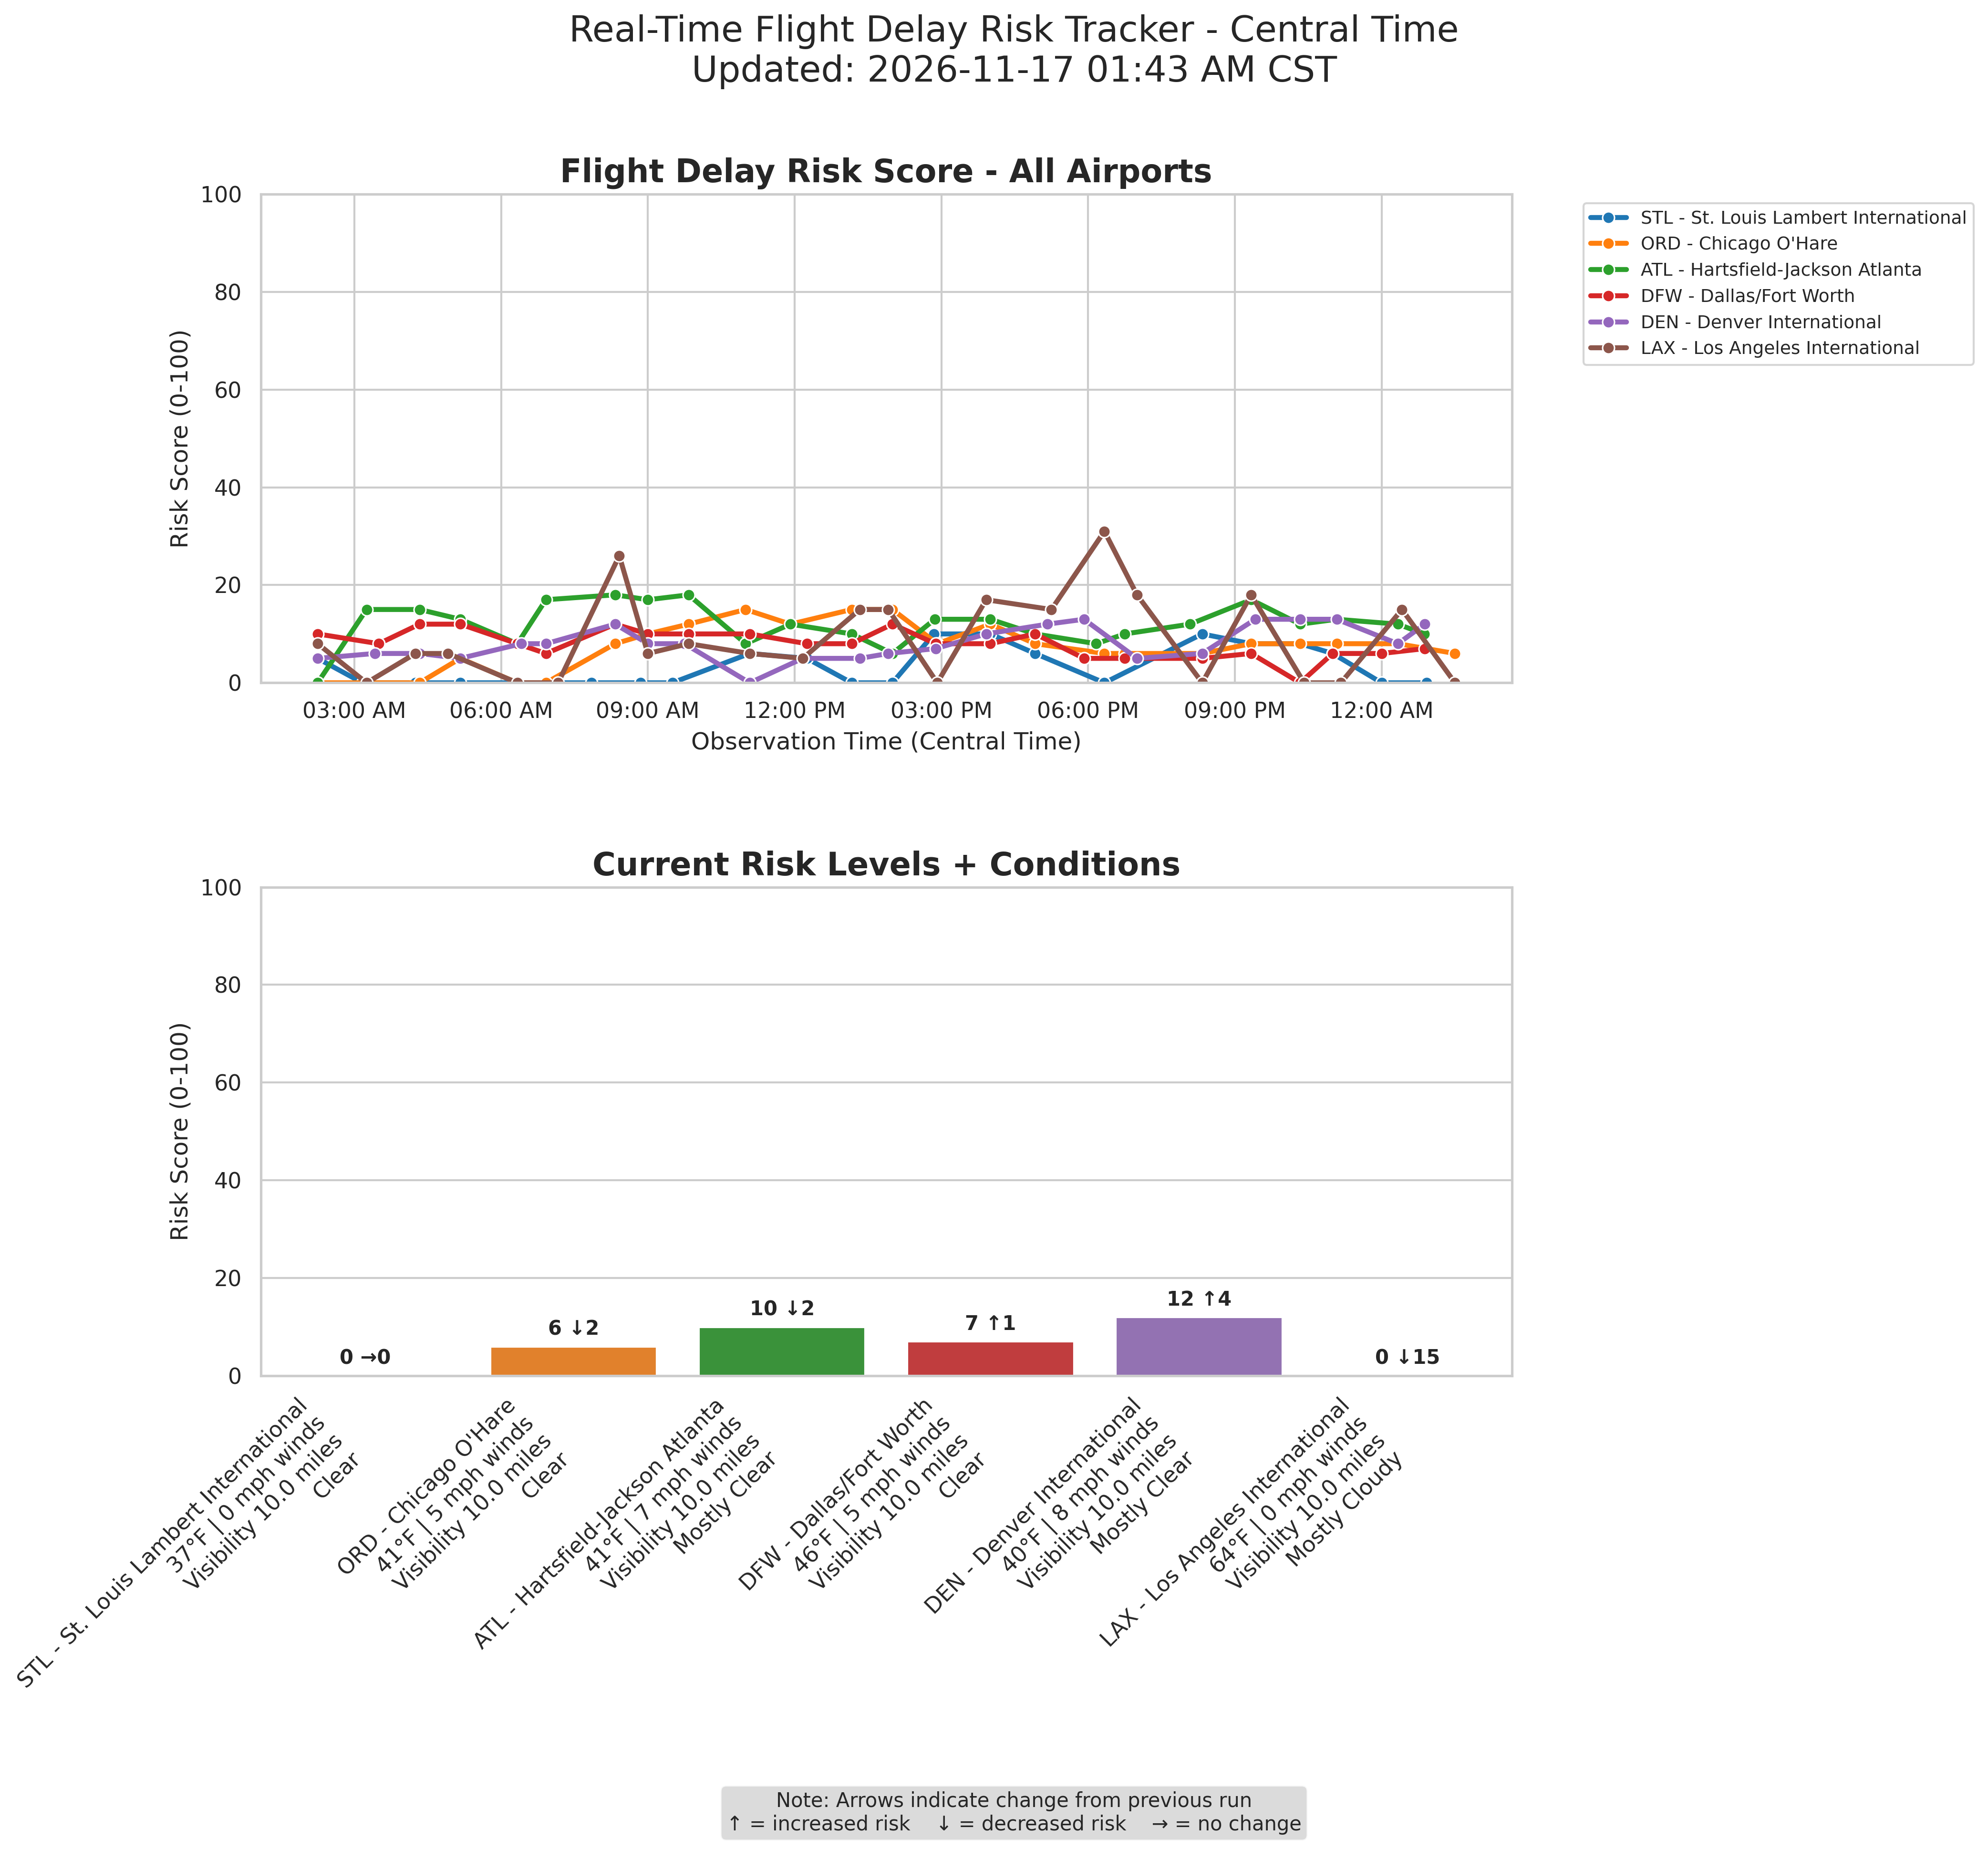 Real-Time Flight Delay Risk Tracker - Central Time
Updated: 2026-11-17 01:43 AM CST
Flight Delay Risk Score - All Airports
Risk Score (0-100)
100
80
60
40
20
0
03:00 AM
06:00 AM
09:00 AM
12:00 PM
03:00 PM
06:00 PM
09:00 PM
12:00 AM
Observation Time (Central Time)
STL - St. Louis Lambert International
ORD - Chicago O'Hare
ATL - Hartsfield-Jackson Atlanta
DFW - Dallas/Fort Worth
DEN - Denver International
LAX - Los Angeles International
Current Risk Levels + Conditions
Risk Score (0-100)
100
80
60
40
20
0
0 →0
6 ↓2
10 ↓2
7 ↑1
12 ↑4
0 ↓15
STL - St. Louis Lambert International
37°F | 0 mph winds
Visibility 10.0 miles
Clear
ORD - Chicago O'Hare
41°F | 5 mph winds
Visibility 10.0 miles
Clear
ATL - Hartsfield-Jackson Atlanta
41°F | 7 mph winds
Visibility 10.0 miles
Mostly Clear
DFW - Dallas/Fort Worth
46°F | 5 mph winds
Visibility 10.0 miles
Clear
DEN - Denver International
40°F | 8 mph winds
Visibility 10.0 miles
Mostly Clear
LAX - Los Angeles International
64°F | 0 mph winds
Visibility 10.0 miles
Mostly Cloudy
Note: Arrows indicate change from previous run
↑ = increased risk ↓ = decreased risk → = no change